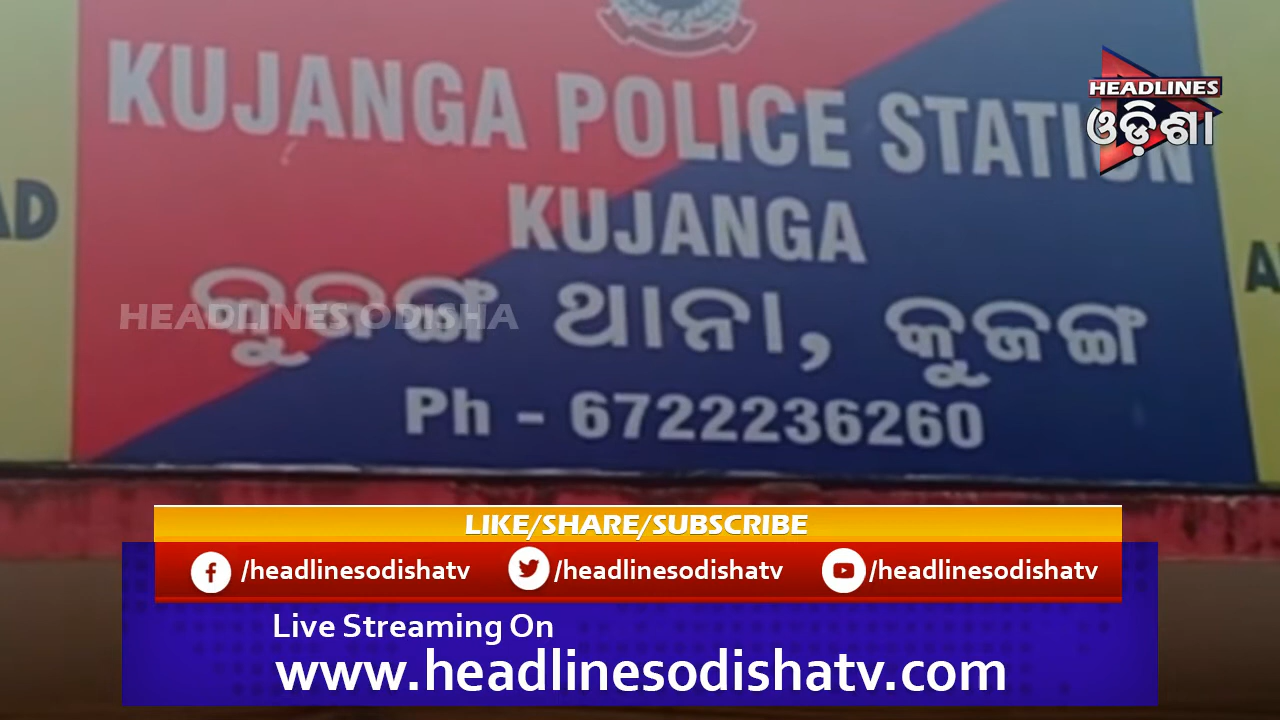 KUJANGA POLICE STATION
KUJANGA
କୁଜଙ୍ଗ ଥାନା, କୁଜଙ୍ଗ
Ph - 6722236260
HEADLINES
ଓଡ଼ିଶା
HEADLINES ODISHA
LIKE/SHARE/SUBSCRIBE
/headlinesodishatv /headlinesodishatv /headlinesodishatv
Live Streaming On
www.headlinesodishatv.com